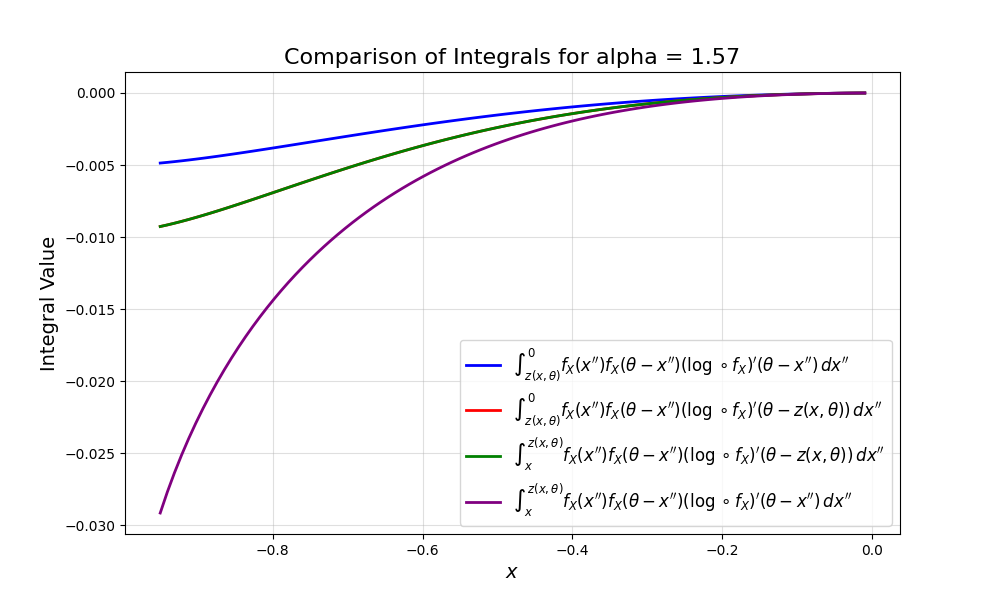 Comparison of Integrals for alpha = 1.57
Integral Value
0.000
−0.005
−0.010
−0.015
−0.020
−0.025
−0.030
−0.8
−0.6
−0.4
−0.2
0.0
x
∫_{z(x, θ)}^{0} f_X(x″)f_X(θ − x″)(log ∘ f_X)′(θ − x″) dx″
∫_{z(x, θ)}^{0} f_X(x″)f_X(θ − x″)(log ∘ f_X)′(θ − z(x, θ)) dx″
∫_{x}^{z(x, θ)} f_X(x″)f_X(θ − x″)(log ∘ f_X)′(θ − z(x, θ)) dx″
∫_{x}^{z(x, θ)} f_X(x″)f_X(θ − x″)(log ∘ f_X)′(θ − x″) dx″